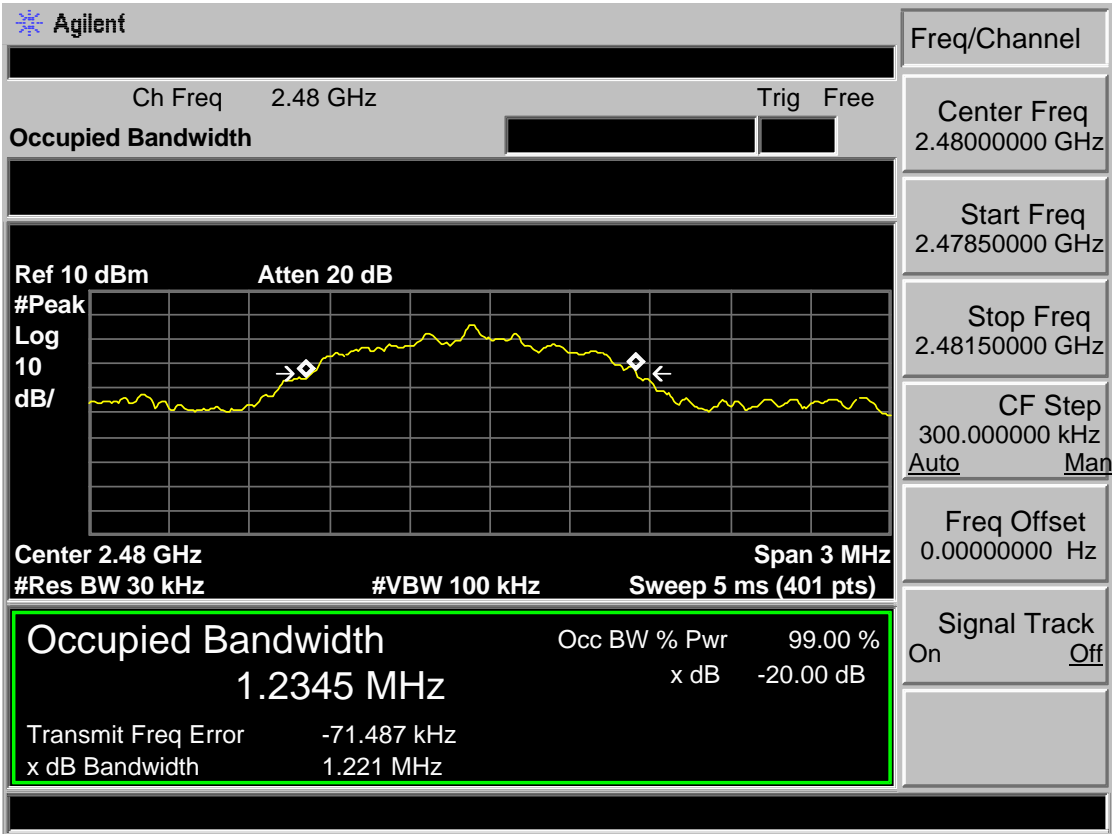 Agilent
Freq/Channel
Ch Freq 2.48 GHz Trig Free
Occupied Bandwidth
Center Freq
2.48000000 GHz
Start Freq
2.47850000 GHz
Ref 10 dBm Atten 20 dB
#Peak
Log
10
dB/
Stop Freq
2.48150000 GHz
CF Step
300.000000 kHz
Auto Man
Freq Offset
0.00000000 Hz
Center 2.48 GHz Span 3 MHz
#Res BW 30 kHz #VBW 100 kHz Sweep 5 ms (401 pts)
Signal Track
On Off
Occupied Bandwidth
1.2345 MHz
Occ BW % Pwr 99.00 %
x dB -20.00 dB
Transmit Freq Error -71.487 kHz
x dB Bandwidth 1.221 MHz